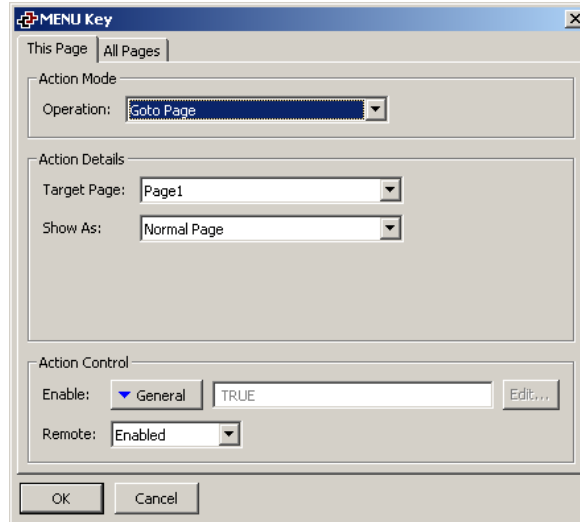 MENU Key
This Page All Pages
Action Mode
Operation: Goto Page
Action Details
Target Page: Page1
Show As: Normal Page
Action Control
Enable: General TRUE Edit...
Remote: Enabled
OK Cancel